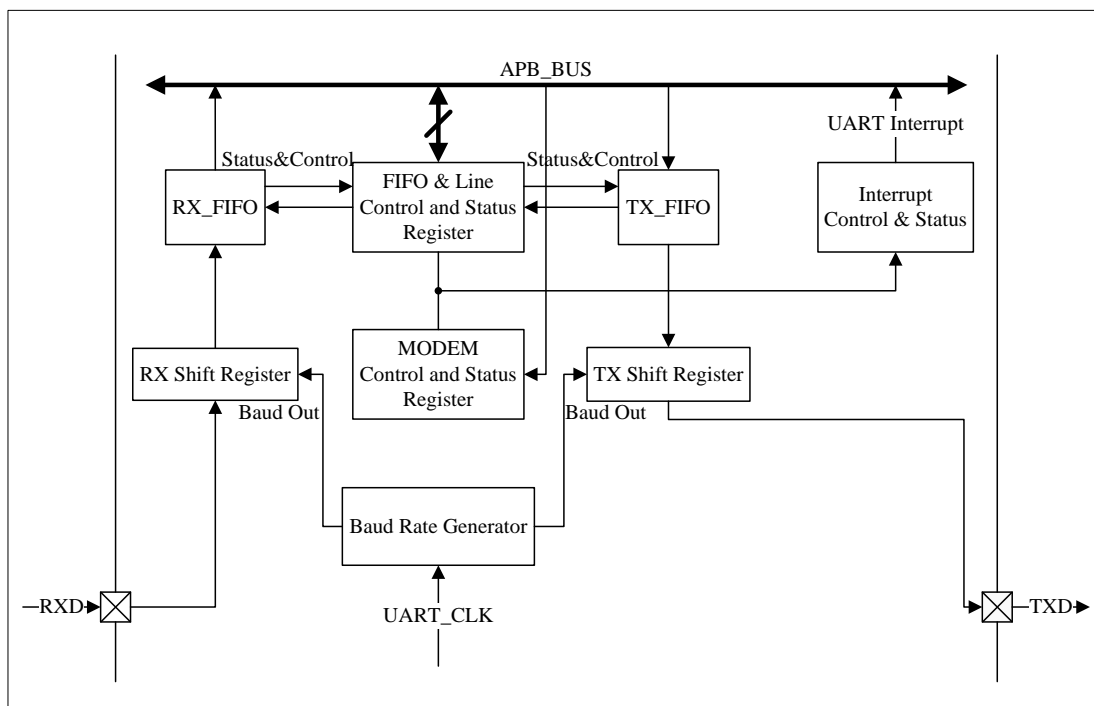 APB_BUS
UART Interrupt
Status&Control
Status&Control
RX_FIFO
FIFO & Line
Control and Status
Register
TX_FIFO
Interrupt
Control & Status
RX Shift Register
MODEM
Control and Status
Register
TX Shift Register
Baud Out
Baud Out
Baud Rate Generator
RXD
UART_CLK
TXD